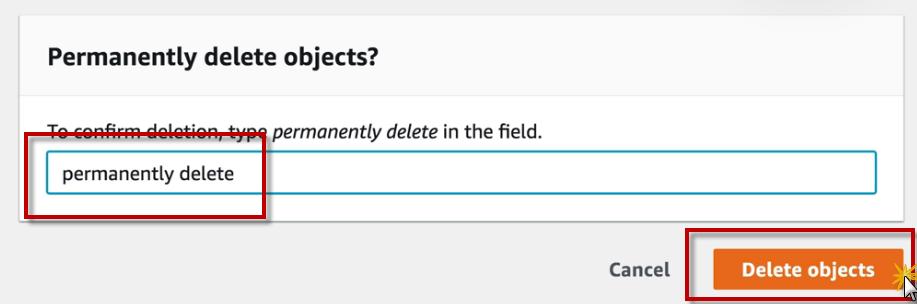 Permanently delete objects?
To confirm deletion, type permanently delete in the field.
permanently delete
Cancel
Delete objects